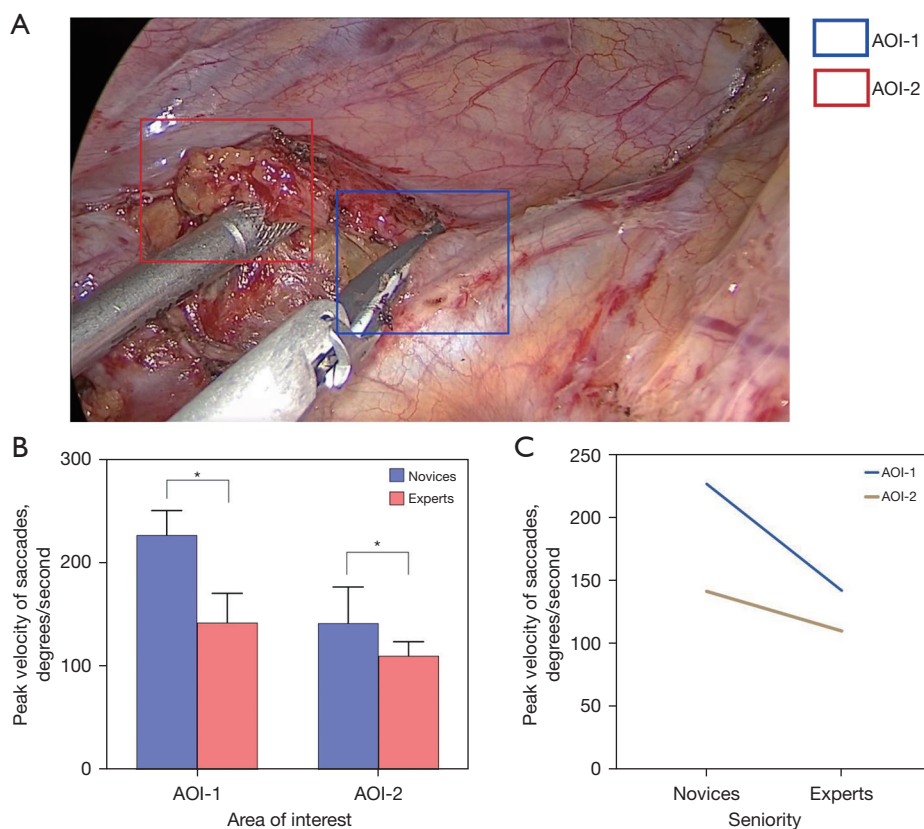 A
AOI-1
AOI-2
B
Peak velocity of saccades,
degrees/second
300
200
100
0
*
*
Novices
Experts
AOI-1
AOI-2
Area of interest
C
Peak velocity of saccades,
degrees/second
250
200
150
100
50
0
AOI-1
AOI-2
Novices
Experts
Seniority